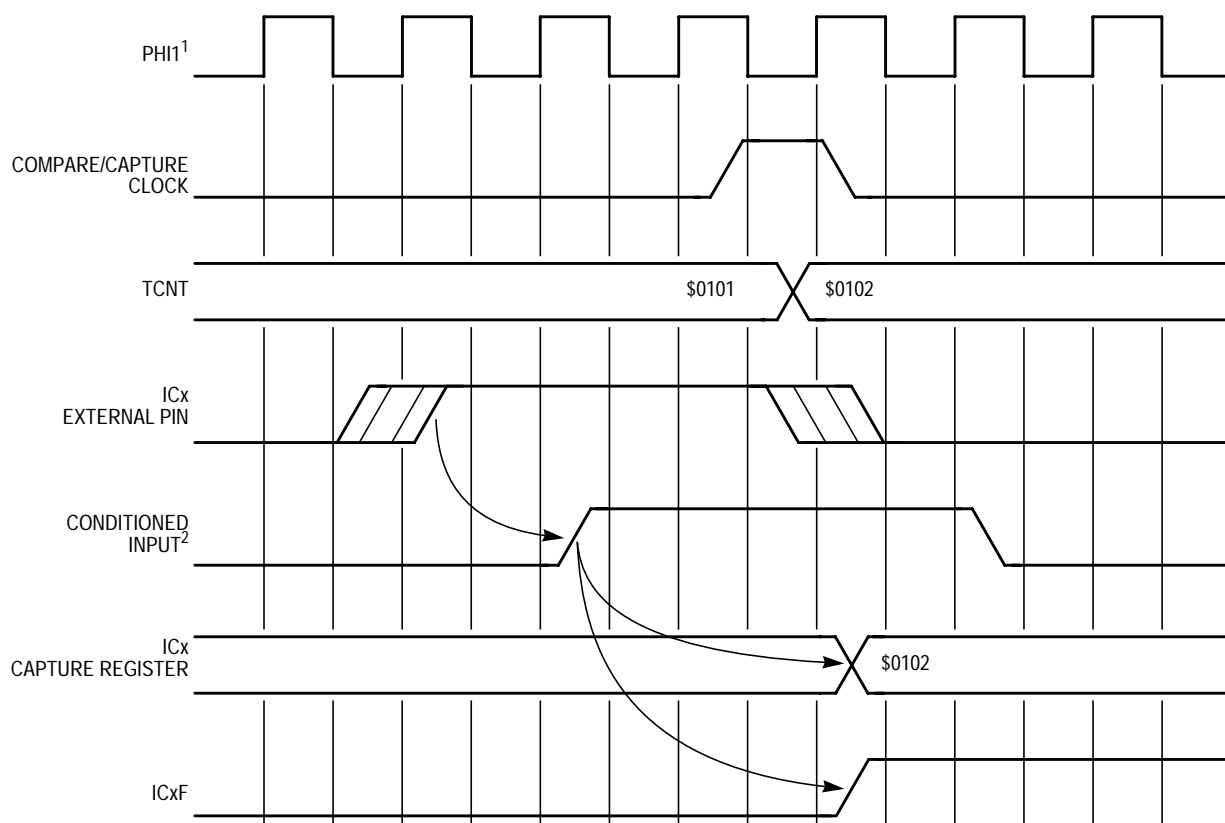 PHI11
COMPARE/CAPTURE
CLOCK
TCNT
$0101
$0102
ICx
EXTERNAL PIN
CONDITIONED
INPUT2
ICx
CAPTURE REGISTER
$0102
ICxF